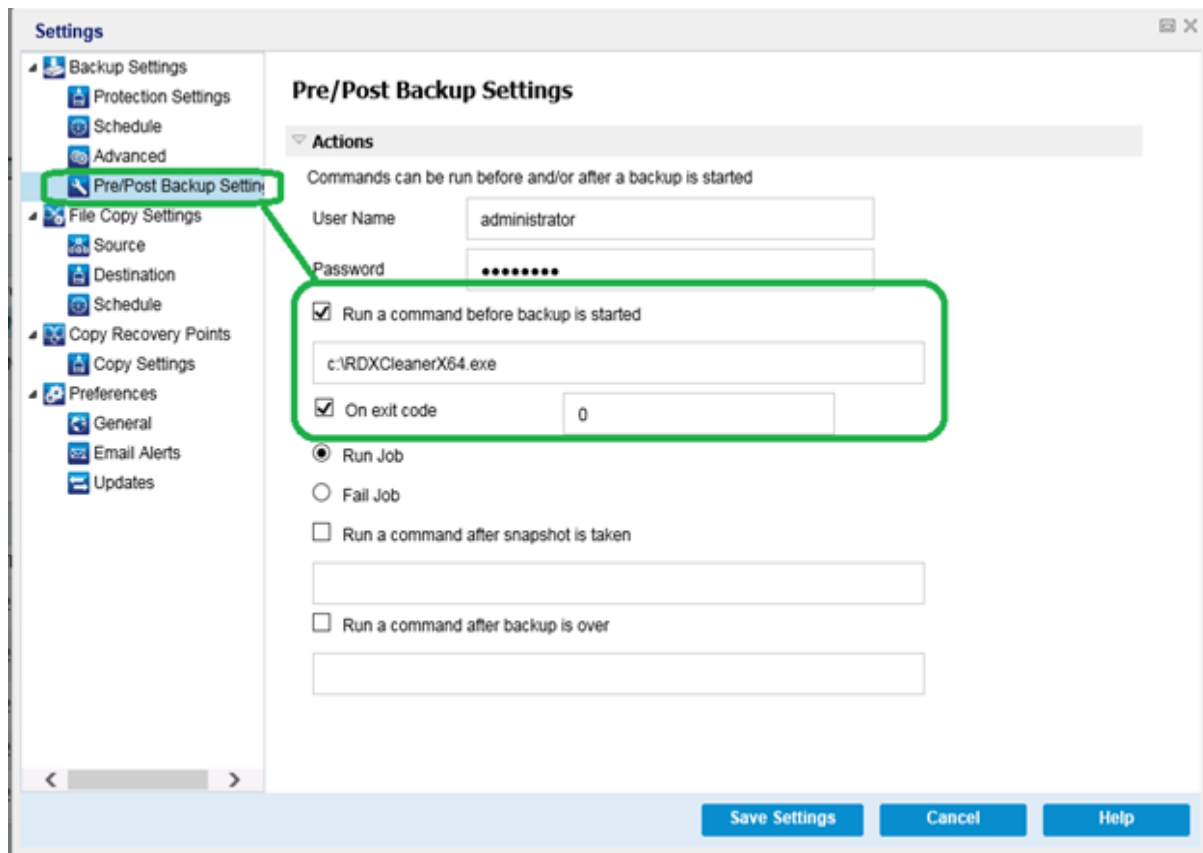 Settings
Backup Settings
Protection Settings
Schedule
Advanced
Pre/Post Backup Settin
File Copy Settings
Source
Destination
Schedule
Copy Recovery Points
Copy Settings
Preferences
General
Email Alerts
Updates
Pre/Post Backup Settings
Actions
Commands can be run before and/or after a backup is started
User Name administrator
Password ••••••••
Run a command before backup is started
c:\RDXCleanerX64.exe
On exit code 0
Run Job
Fail Job
Run a command after snapshot is taken
Run a command after backup is over
Save Settings Cancel Help